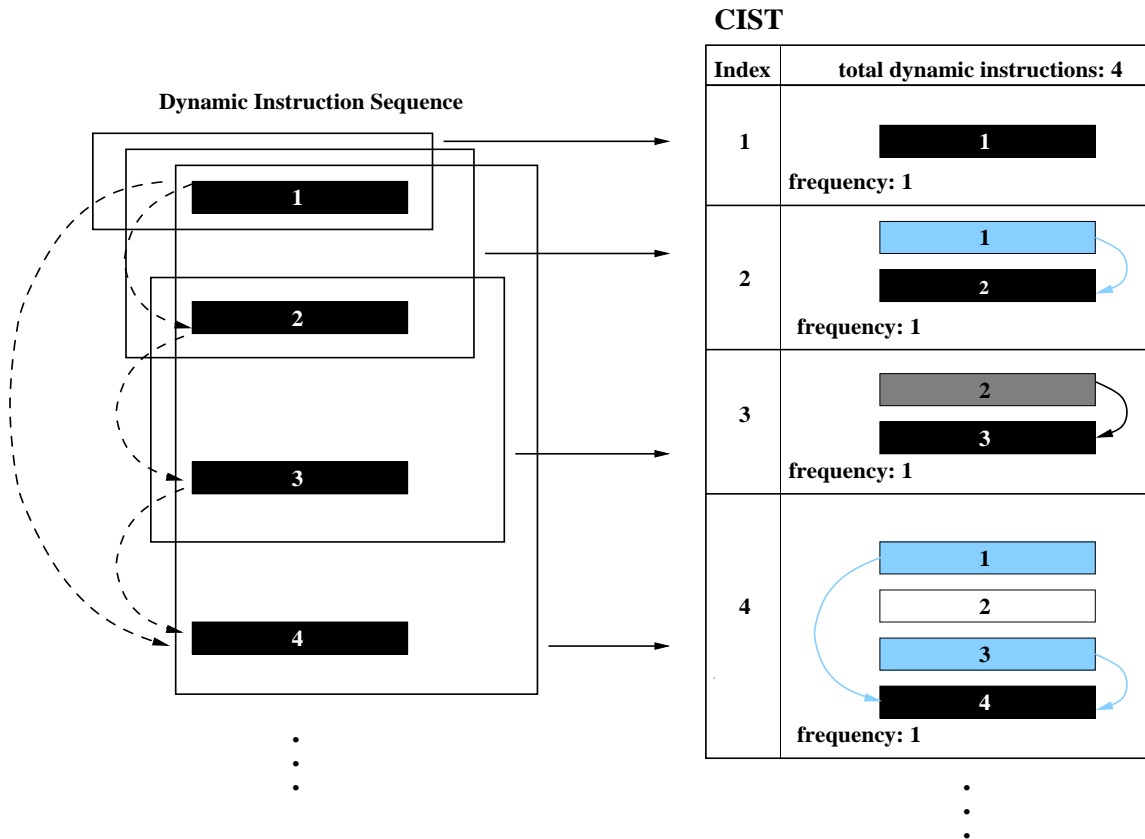 CIST
Index total dynamic instructions: 4
Dynamic Instruction Sequence
1
2
3
4
1
1
frequency: 1
2
1
2
frequency: 1
3
2
3
frequency: 1
4
1
2
3
4
frequency: 1